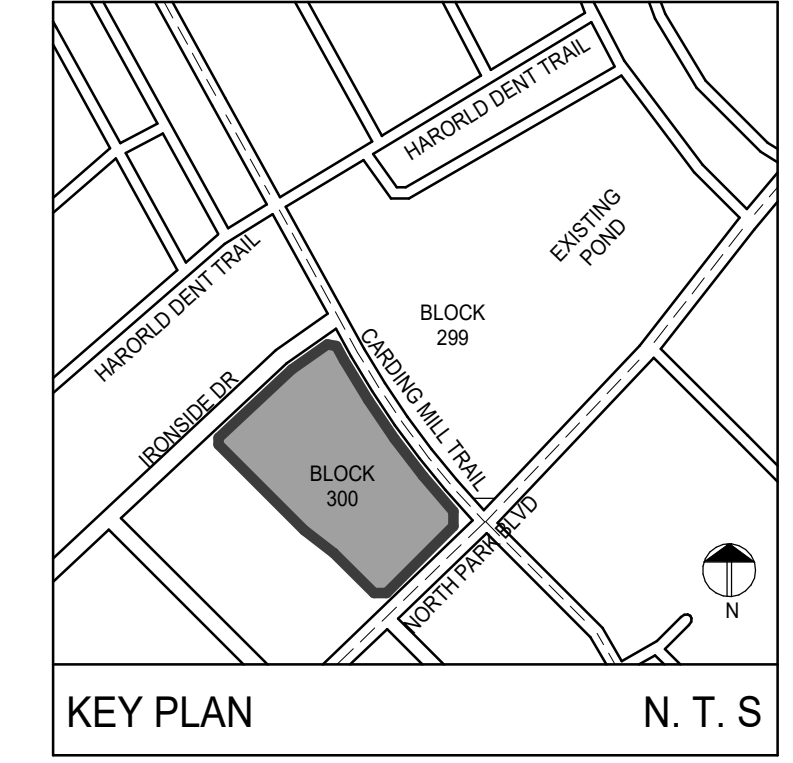 HARORLD DENT TRAIL
EXISTING
POND
HARORLD DENT TRAIL
BLOCK
299
CARDING MILL TRAIL
IRONSIDE DR
BLOCK
300
NORTH PARK BLVD
N
KEY PLAN
N. T. S